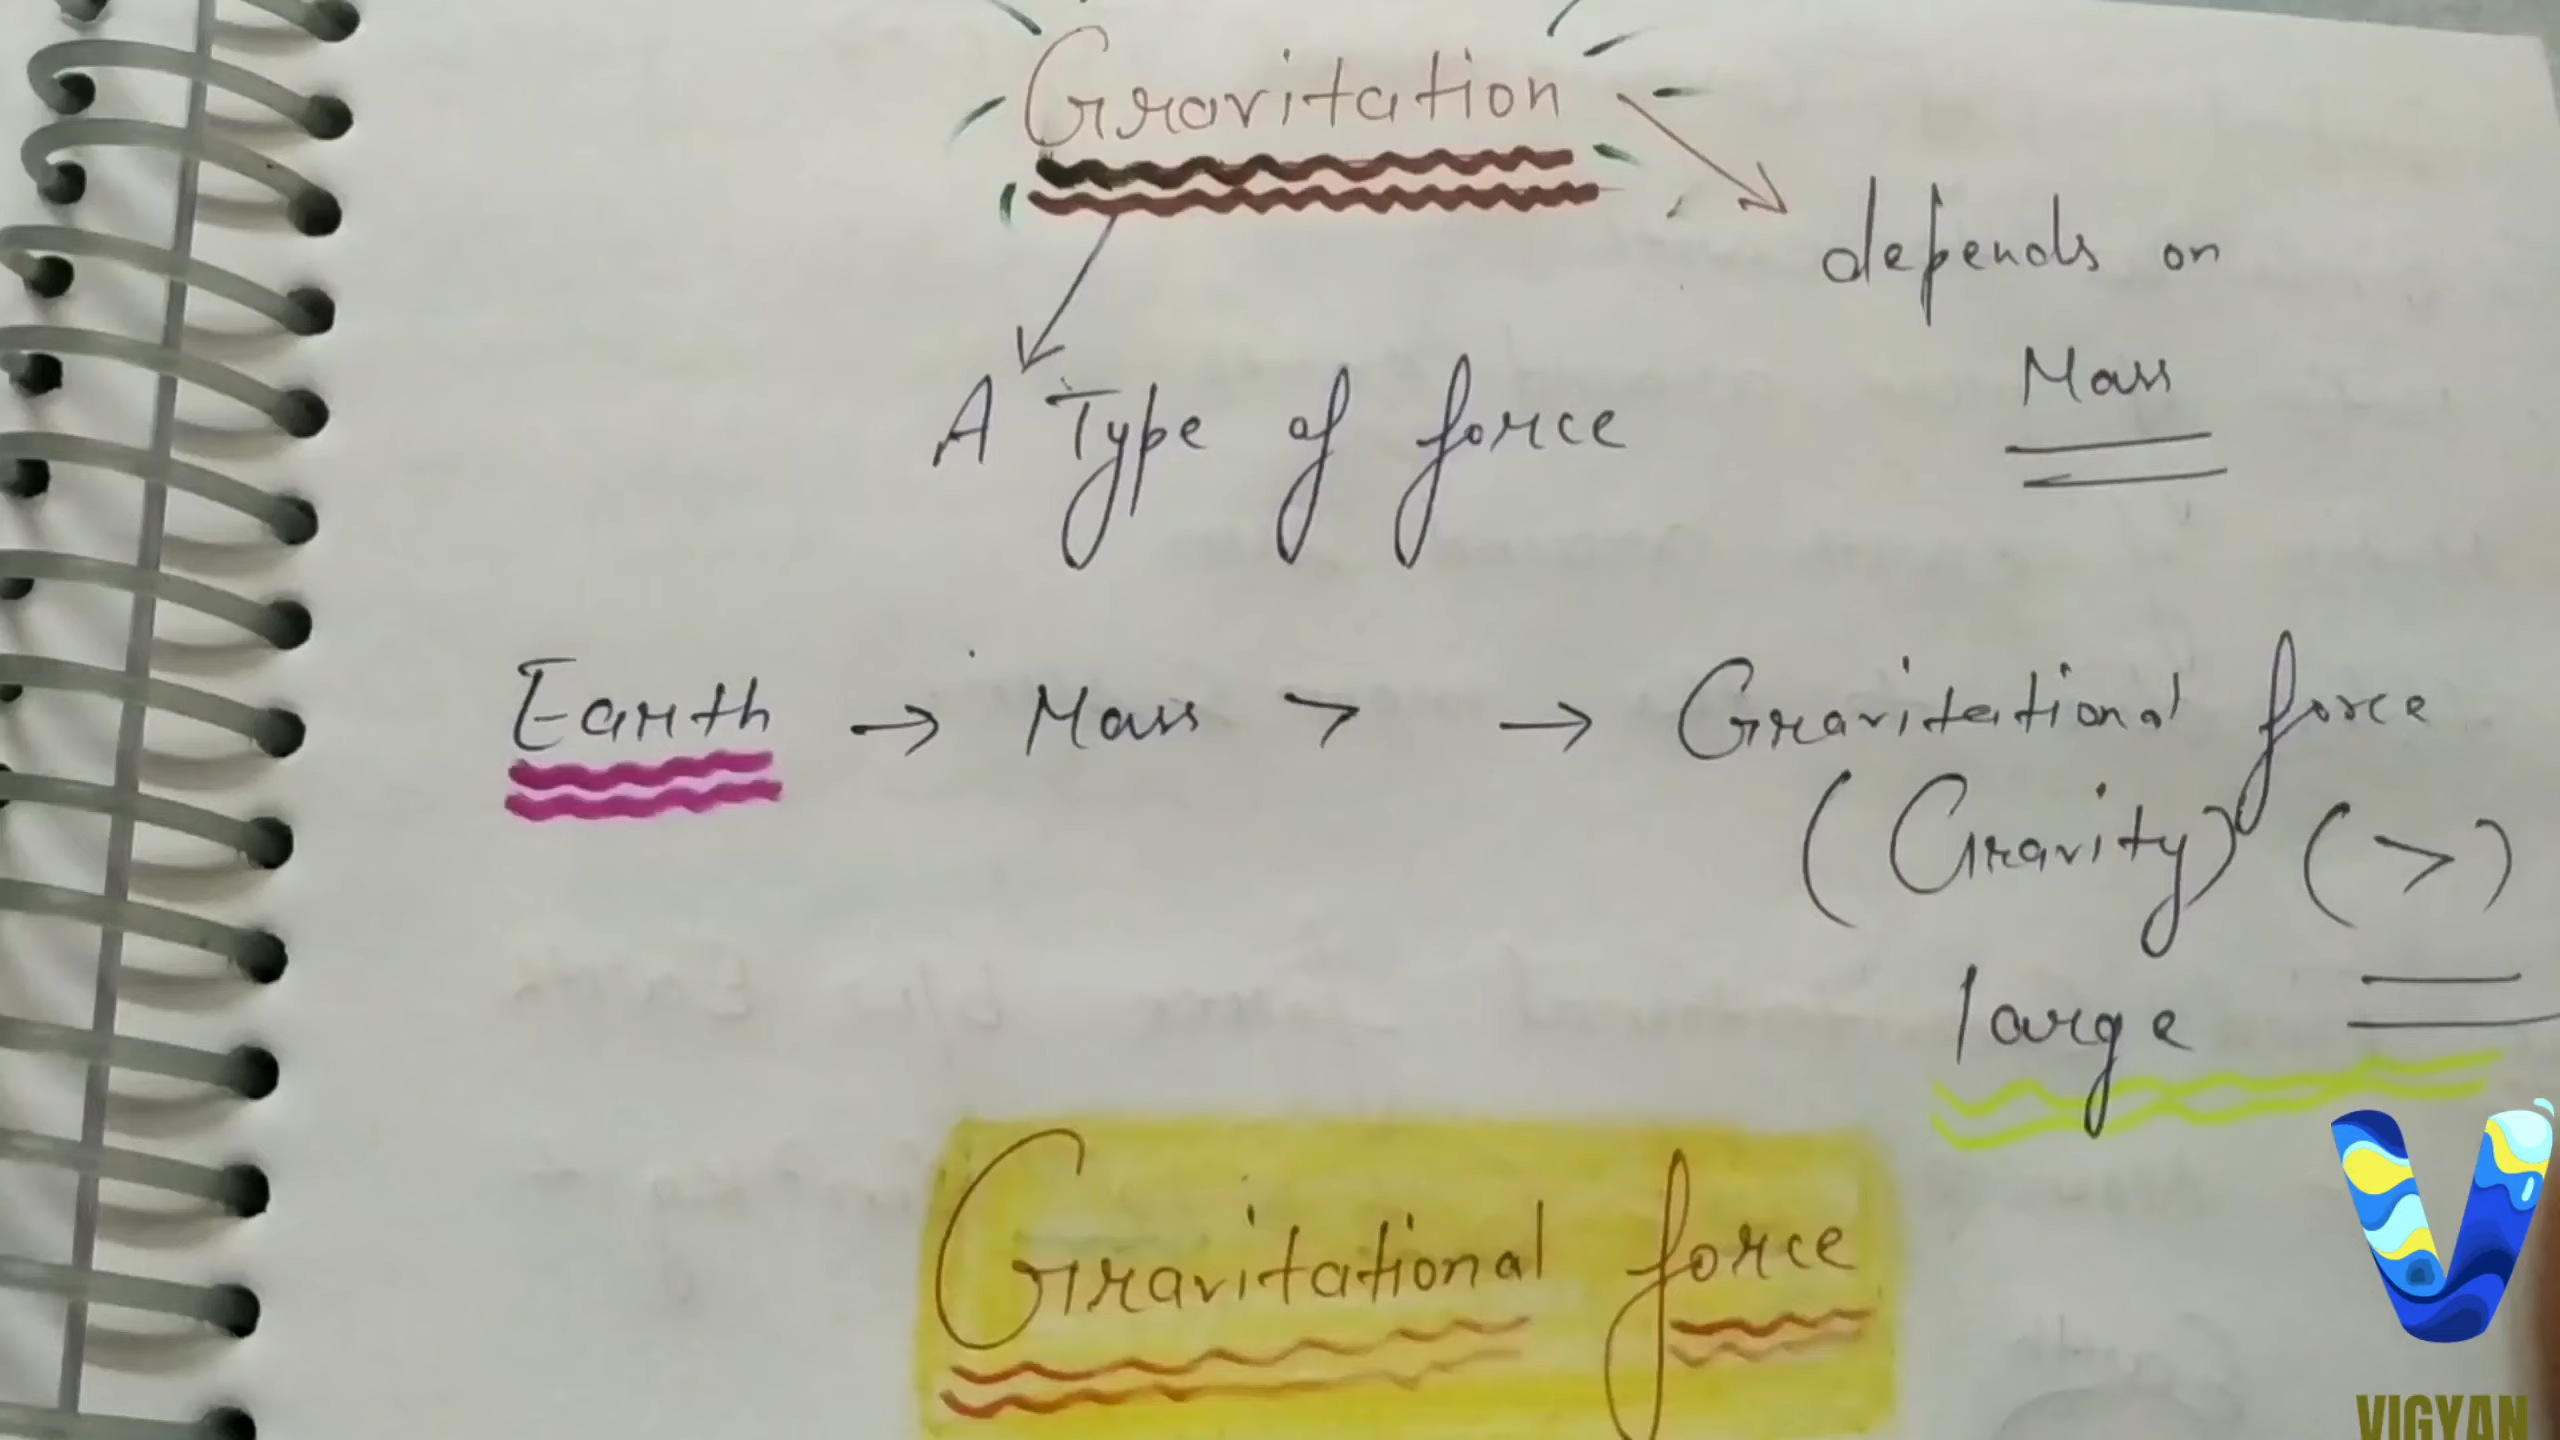 Gravitation
depends on
Mass
A Type of force
Earth → Mass > → Gravitational force
(Gravity) (>)
large
Gravitational force
VIGYAN